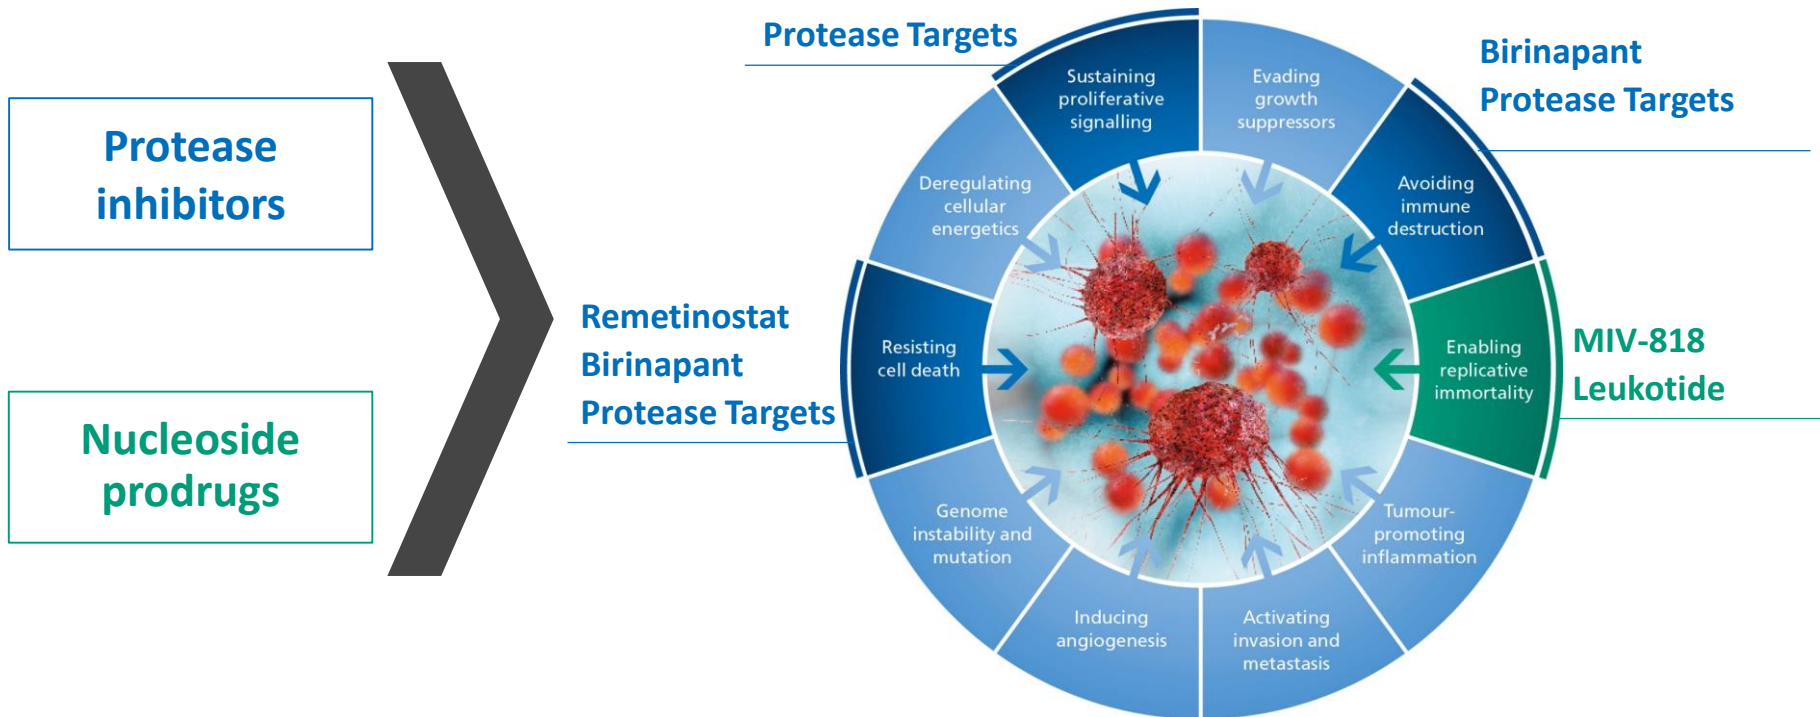 Protease
inhibitors
Nucleoside
prodrugs
Protease Targets
Birinapant
Protease Targets
Remetinostat
Birinapant
Protease Targets
MIV-818
Leukotide
Sustaining
proliferative
signalling
Evading
growth
suppressors
Avoiding
immune
destruction
Enabling
replicative
immortality
Tumour-
promoting
inflammation
Activating
invasion and
metastasis
Inducing
angiogenesis
Genome
instability and
mutation
Resisting
cell death
Deregulating
cellular
energetics